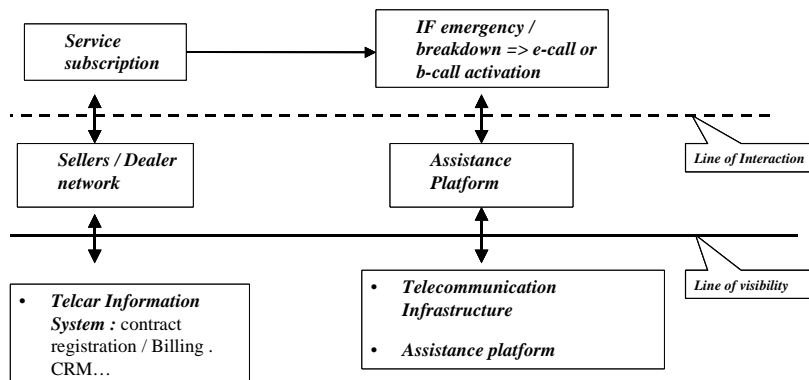 Service
subscription
IF emergency /
breakdown => e-call or
b-call activation
Sellers / Dealer
network
Assistance
Platform
Line of Interaction
• Telcar Information
System : contract
registration / Billing .
CRM…
• Telecommunication
Infrastructure
• Assistance platform
Line of visibility